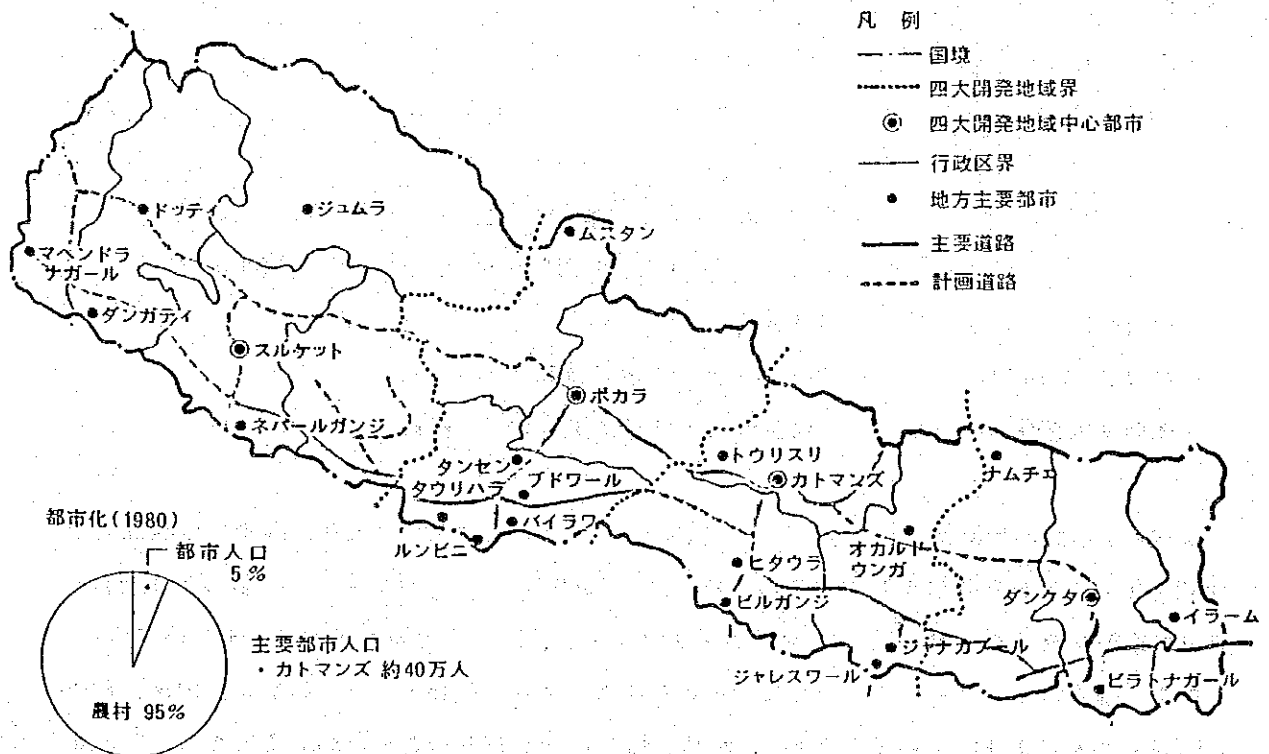 凡 例
国境
四大開発地域界
四大開発地域中心都市
行政区界
地方主要都市
主要道路
計画道路
ドッティ
ジュムラ
ムスタン
マヘンドラ
ナガール
ダンガティ
スルケット
ポカラ
ネパールガンジ
トウリスリ
カトマンズ
ナムチェ
タンセン
タウリハラ
ブドワール
バイラワ
ルンビニ
オカルド
ウンガ
ヒタウラ
ビルガンジ
ダンクタ
イラーム
ジャナカプール
ジャレスワール
ビラトナガール
都市化(1980)
都市人口
5%
農村 95%
主要都市人口
・カトマンズ 約40万人